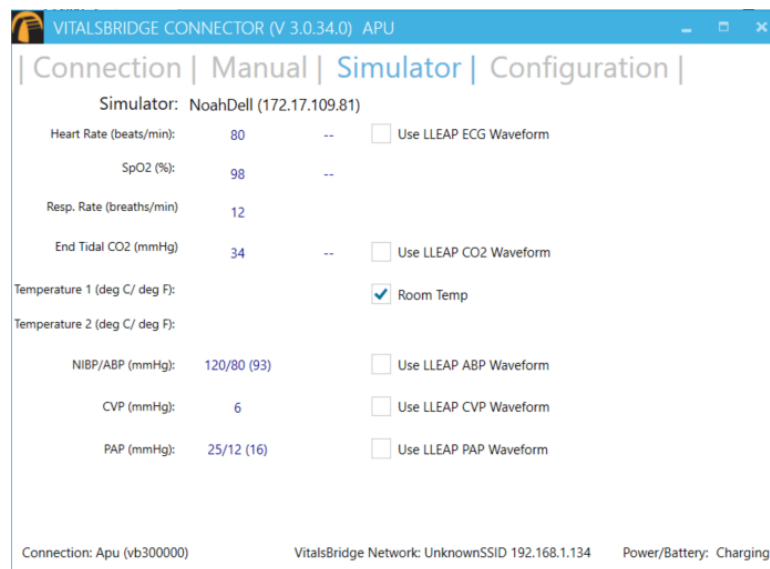 VITALSBRIDGE CONNECTOR (V 3.0.34.0) APU
| Connection | Manual | Simulator | Configuration |
Simulator: NoahDell (172.17.109.81)
Heart Rate (beats/min): 80 -- Use LLEAP ECG Waveform
SpO2 (%): 98 --
Resp. Rate (breaths/min) 12
End Tidal CO2 (mmHg) 34 -- Use LLEAP CO2 Waveform
Temperature 1 (deg C/ deg F): Room Temp
Temperature 2 (deg C/ deg F):
NIBP/ABP (mmHg): 120/80 (93) Use LLEAP ABP Waveform
CVP (mmHg): 6 Use LLEAP CVP Waveform
PAP (mmHg): 25/12 (16) Use LLEAP PAP Waveform
Connection: Apu (vb300000) VitalsBridge Network: UnknownSSID 192.168.1.134 Power/Battery: Charging